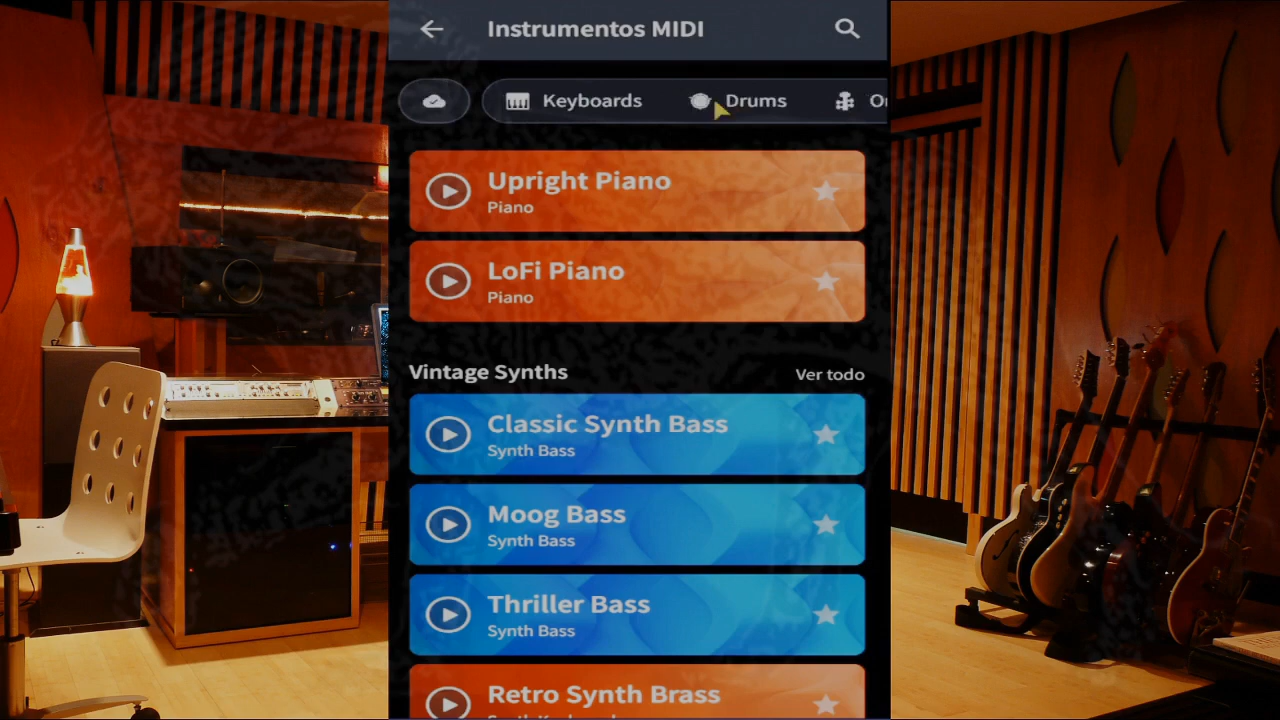 Instrumentos MIDI
Keyboards
Drums
Upright Piano
Piano
LoFi Piano
Piano
Vintage Synths
Ver todo
Classic Synth Bass
Synth Bass
Moog Bass
Synth Bass
Thriller Bass
Synth Bass
Retro Synth Brass